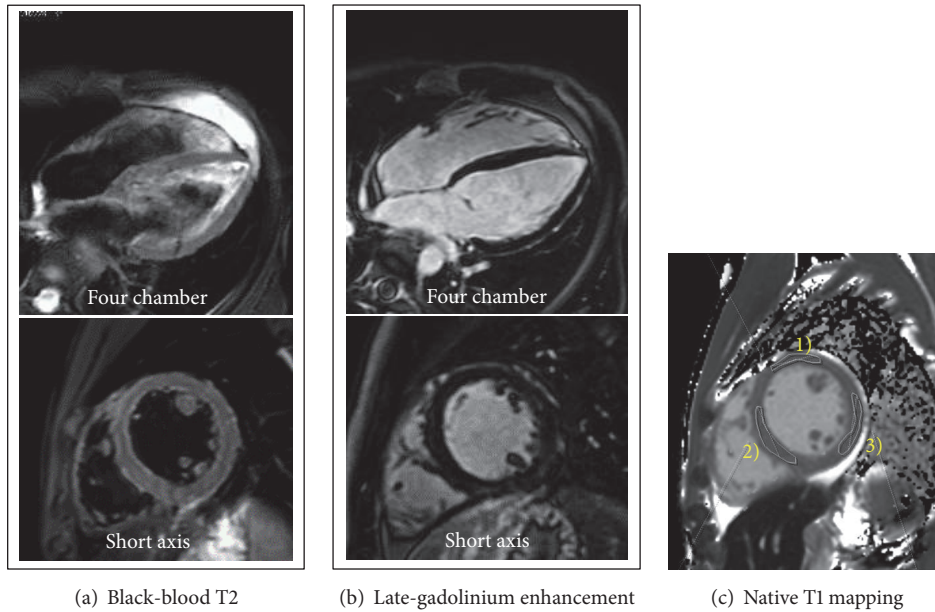 Four chamber
Four chamber
1)
2)
3)
Short axis
Short axis
(a) Black-blood T2
(b) Late-gadolinium enhancement
(c) Native T1 mapping